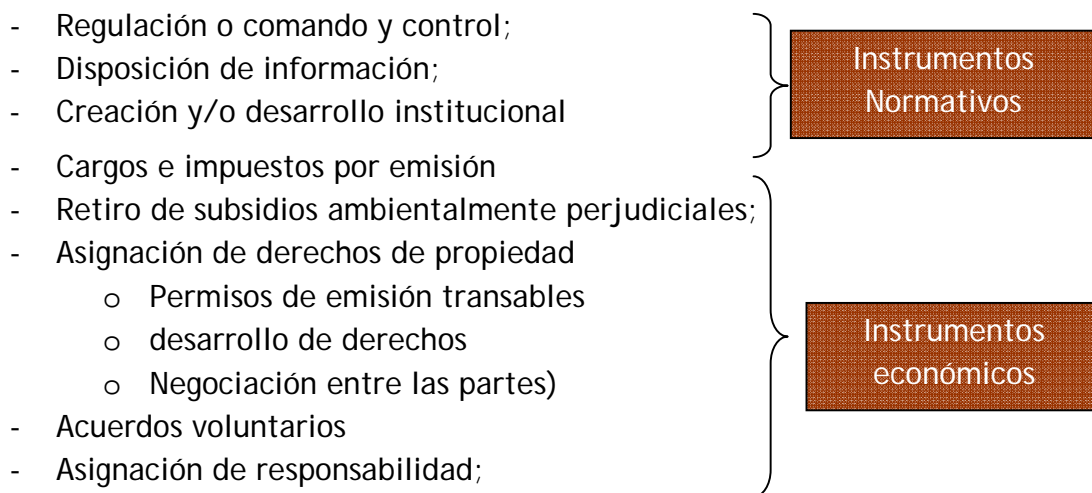 - Regulación o comando y control;
- Disposición de información;
- Creación y/o desarrollo institucional
Instrumentos
Normativos
- Cargos e impuestos por emisión
- Retiro de subsidios ambientalmente perjudiciales;
- Asignación de derechos de propiedad
o Permisos de emisión transables
o desarrollo de derechos
o Negociación entre las partes)
- Acuerdos voluntarios
- Asignación de responsabilidad;
Instrumentos
económicos